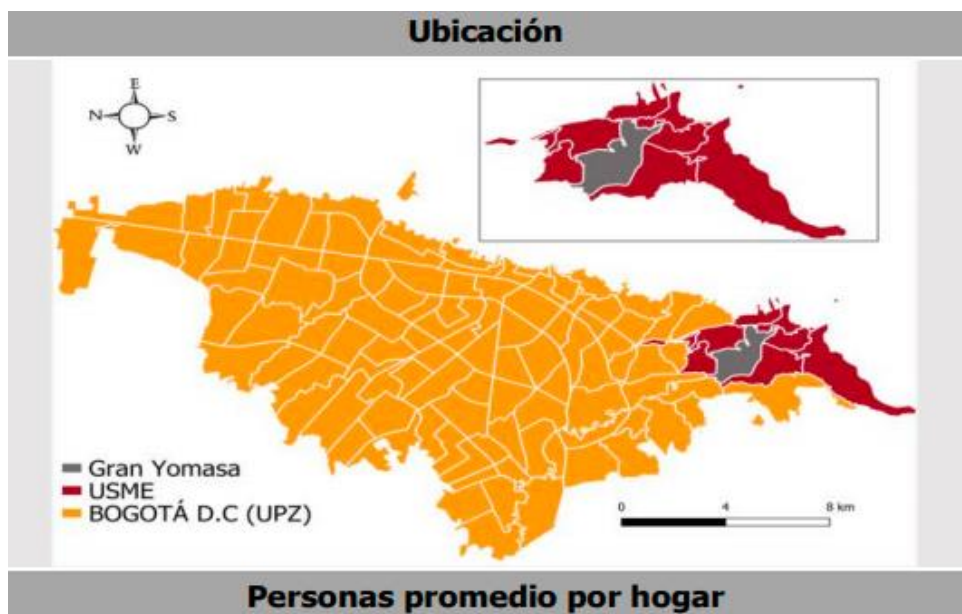 Ubicación
E
N S
W
Gran Yomasa
USME
BOGOTÁ D.C (UPZ)
0 4 8 km
Personas promedio por hogar